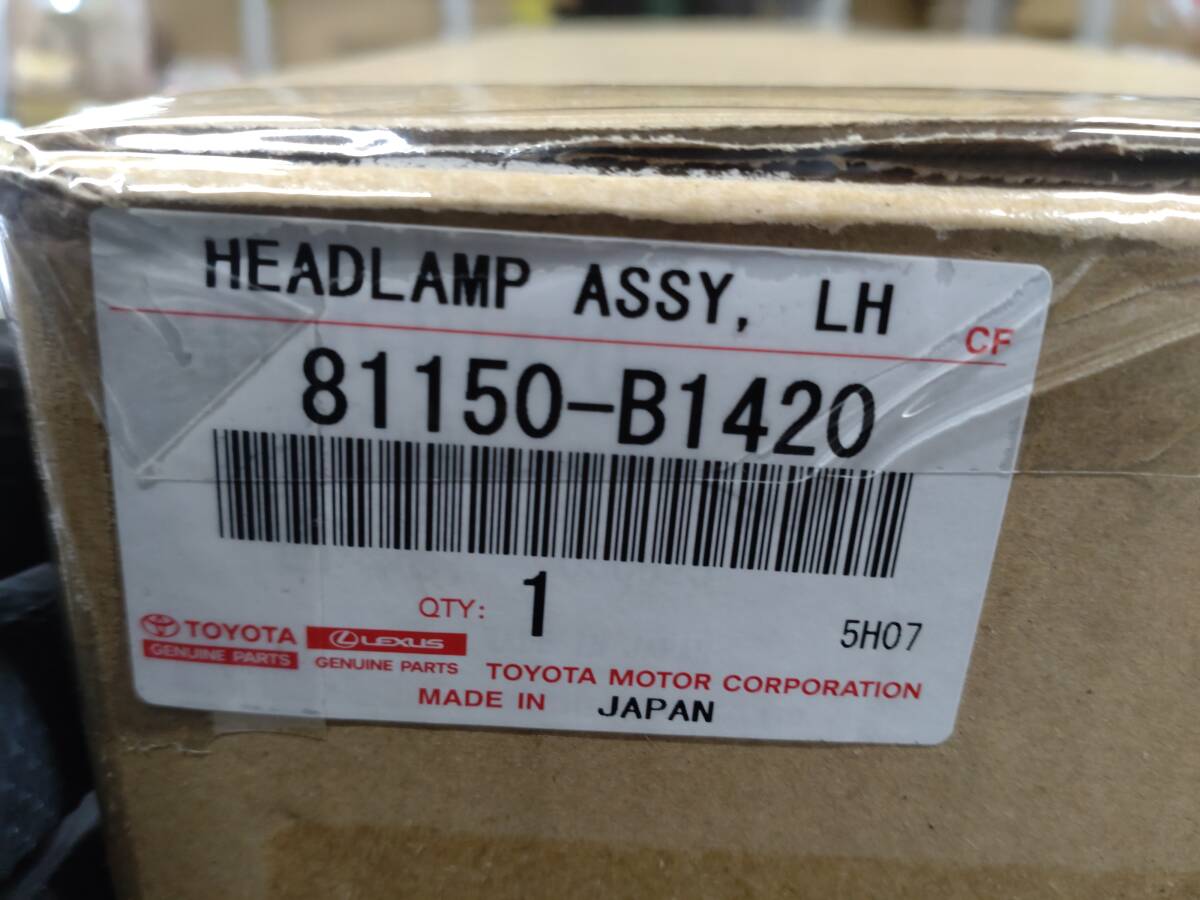 HEADLAMP ASSY, LH
CF
81150-B1420
QTY: 1
5H07
TOYOTA
GENUINE PARTS
LEXUS
GENUINE PARTS
TOYOTA MOTOR CORPORATION
MADE IN JAPAN